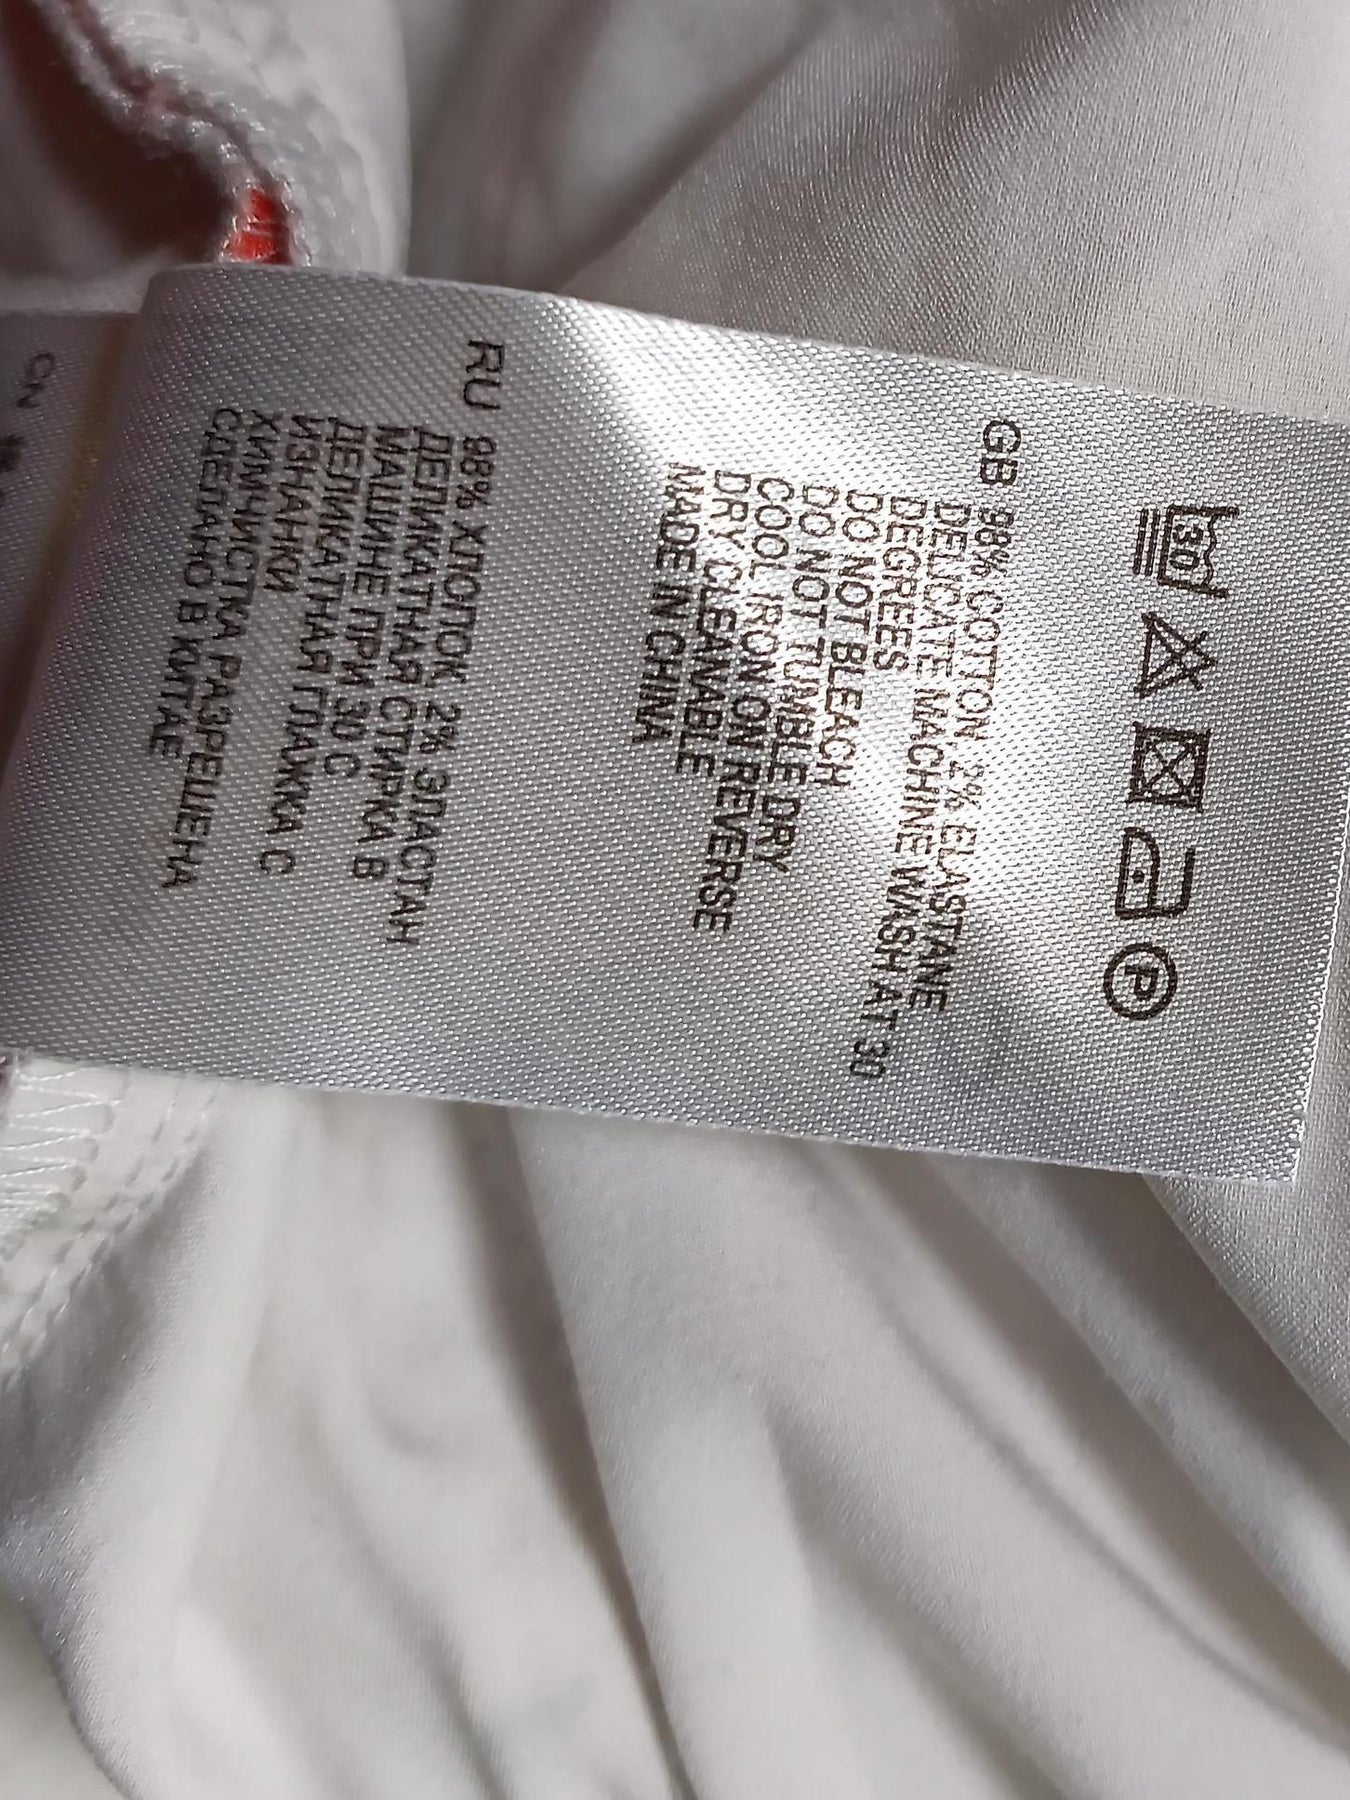 30
P
GB 98% COTTON, 2% ELASTANE
DELICATE MACHINE WASH AT 30
DEGREES
DO NOT BLEACH
DO NOT TUMBLE DRY
COOL IRON ON REVERSE
DRY CLEANABLE
MADE IN CHINA
RU 98% ХЛОПОК, 2% ЭЛАСТАН
ДЕЛИКАТНАЯ СТИРКА В
МАШИНЕ ПРИ 30 С
ДЕЛИКАТНАЯ ГЛАЖКА С
ИЗНАНКИ
ХИМЧИСТКА РАЗРЕШЕНА
СДЕЛАНО В КИТАЕ
CN